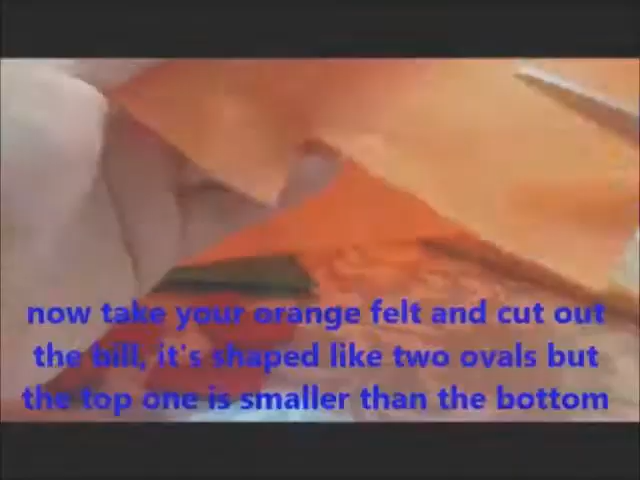 now take your orange felt and cut out
the bill, it's shaped like two ovals but
the top one is smaller than the bottom